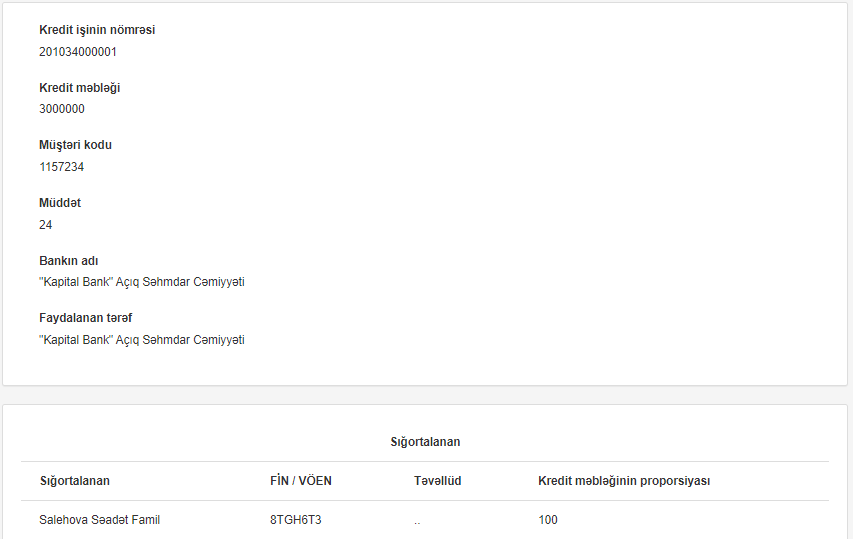 Kredit işinin nömrəsi
201034000001
Kredit məbləği
3000000
Müştəri kodu
1157234
Müddət
24
Bankın adı
"Kapital Bank" Açıq Səhmdar Cəmiyyəti
Faydalanan tərəf
"Kapital Bank" Açıq Səhmdar Cəmiyyəti
Sığortalanan
Sığortalanan FİN / VÖEN Təvəllüd Kredit məbləğinin proporsiyası
Salehova Səadət Famil 8TGH6T3 .. 100